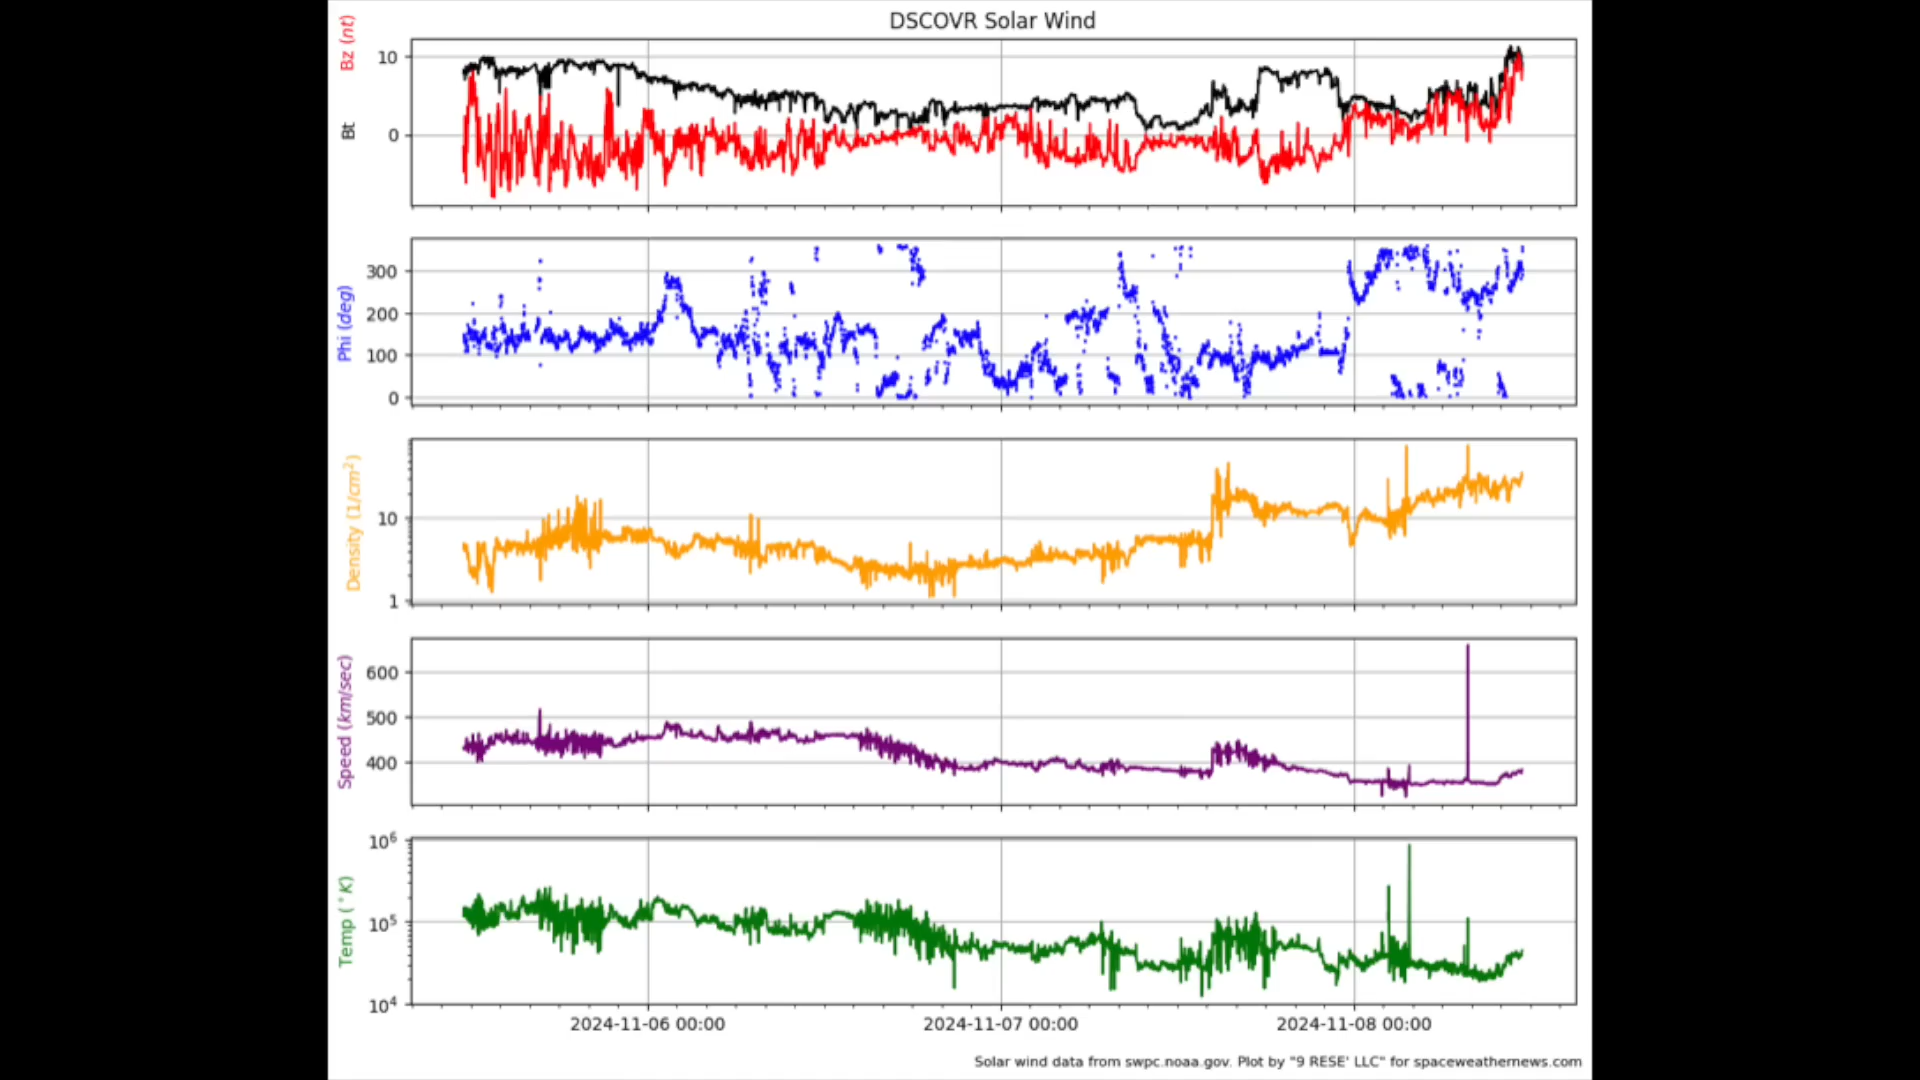 DSCOVR Solar Wind
Bz (nt)
Bt
10
0
Phi (deg)
300
200
100
0
Density (1/cm²)
10
1
Speed (km/sec)
600
500
400
Temp (°K)
10⁶
10⁵
10⁴
2024-11-06 00:00 2024-11-07 00:00 2024-11-08 00:00
Solar wind data from swpc.noaa.gov. Plot by "9 RESE' LLC" for spaceweathernews.com